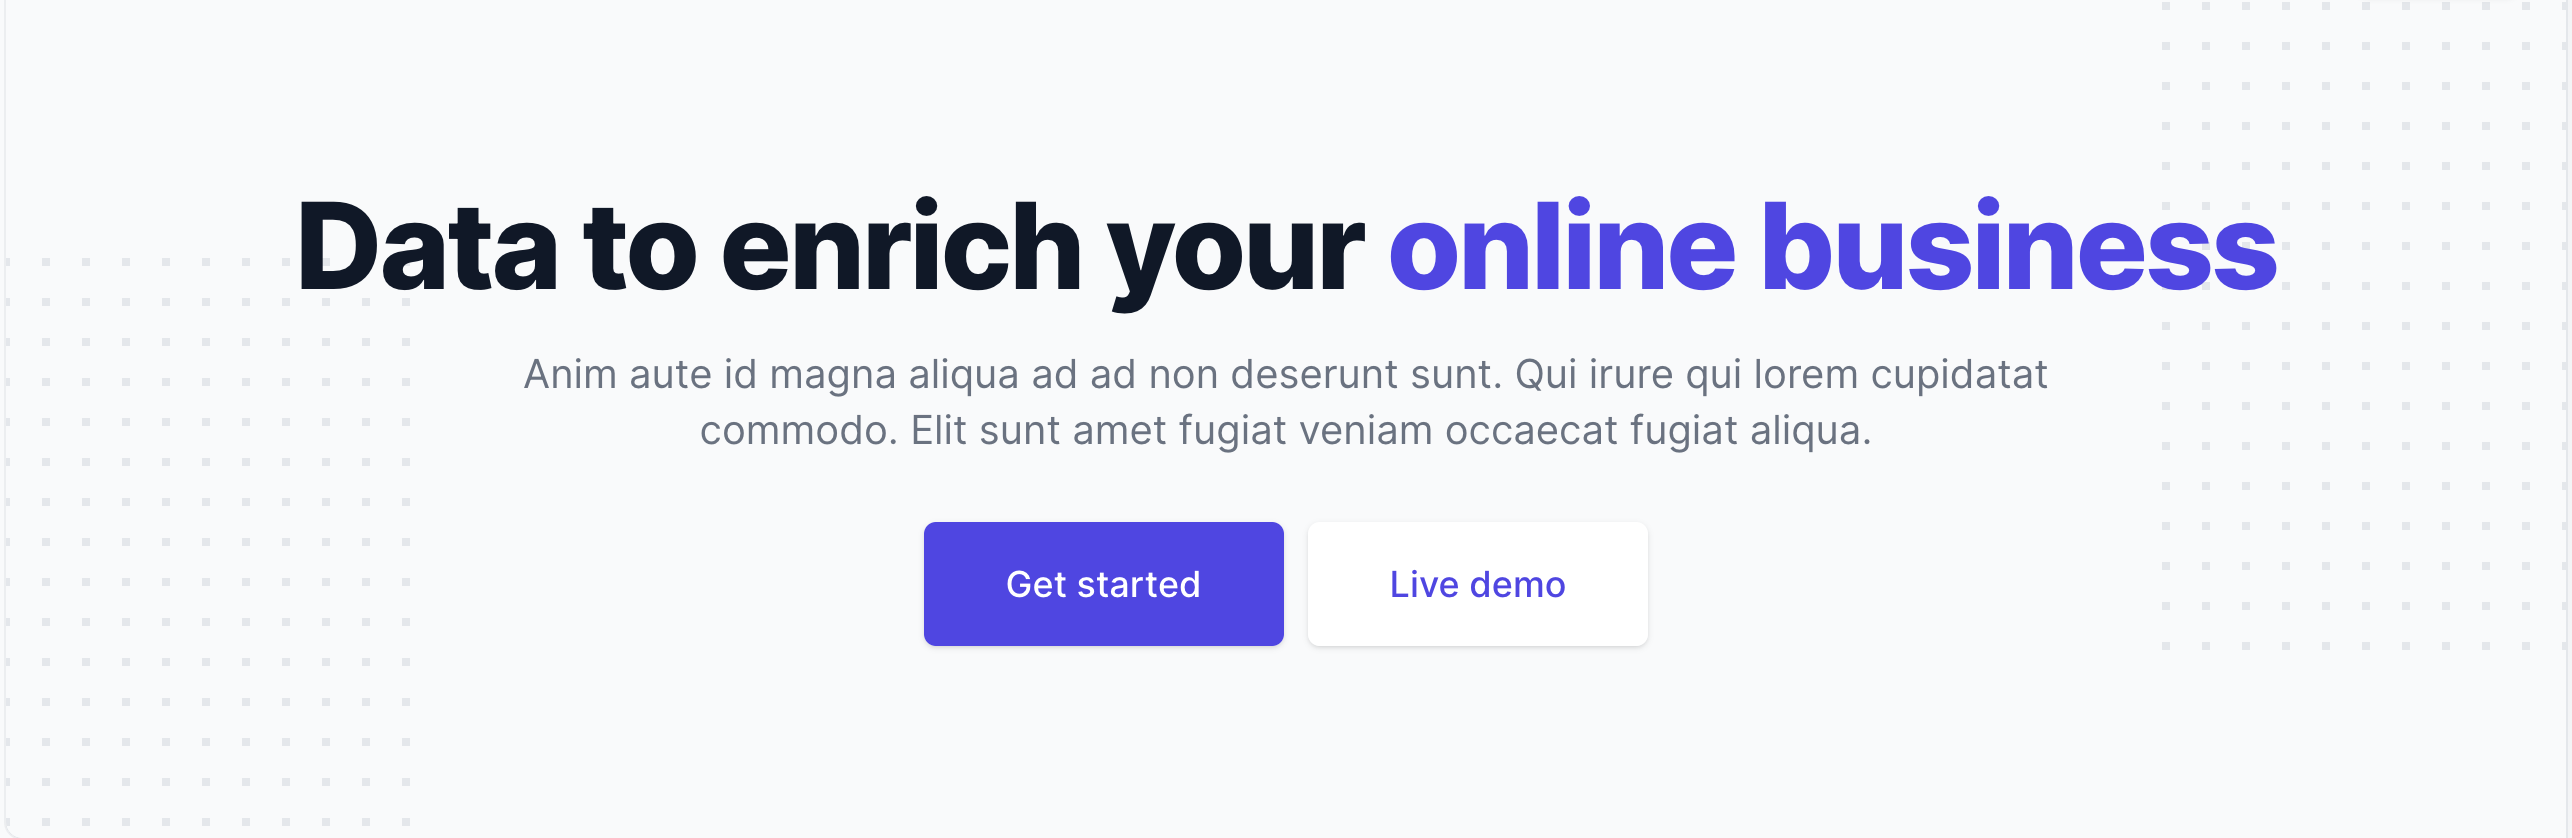 Data to enrich your online business
Anim aute id magna aliqua ad ad non deserunt sunt. Qui irure qui lorem cupidatat
commodo. Elit sunt amet fugiat veniam occaecat fugiat aliqua.
Get started
Live demo